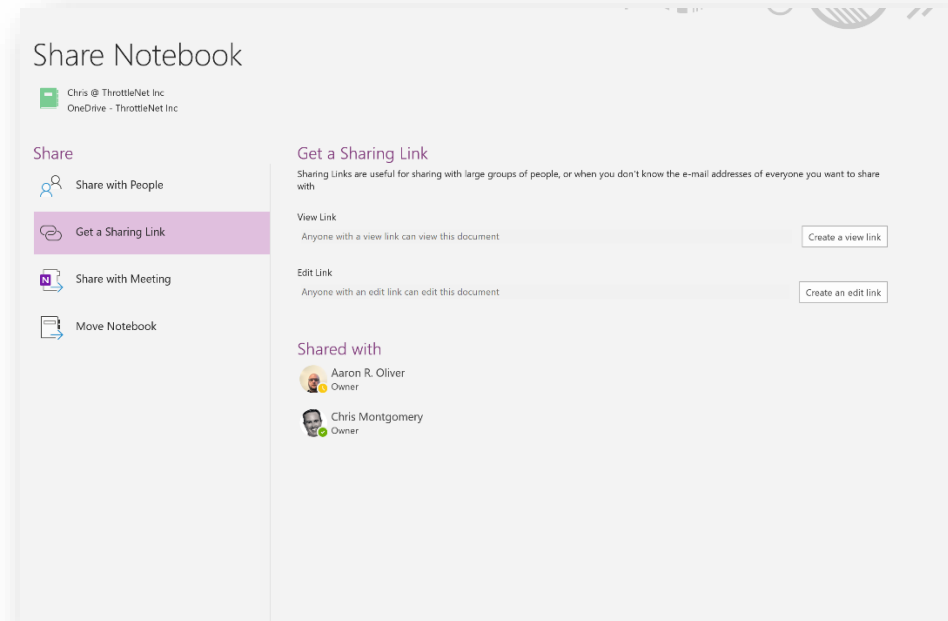 Share Notebook
Chris @ ThrottleNet Inc
OneDrive - ThrottleNet Inc
Share
Share with People
Get a Sharing Link
Share with Meeting
Move Notebook
Get a Sharing Link
Sharing Links are useful for sharing with large groups of people, or when you don't know the e-mail addresses of everyone you want to share
with
View Link
Anyone with a view link can view this document
Create a view link
Edit Link
Anyone with an edit link can edit this document
Create an edit link
Shared with
Aaron R. Oliver
Owner
Chris Montgomery
Owner